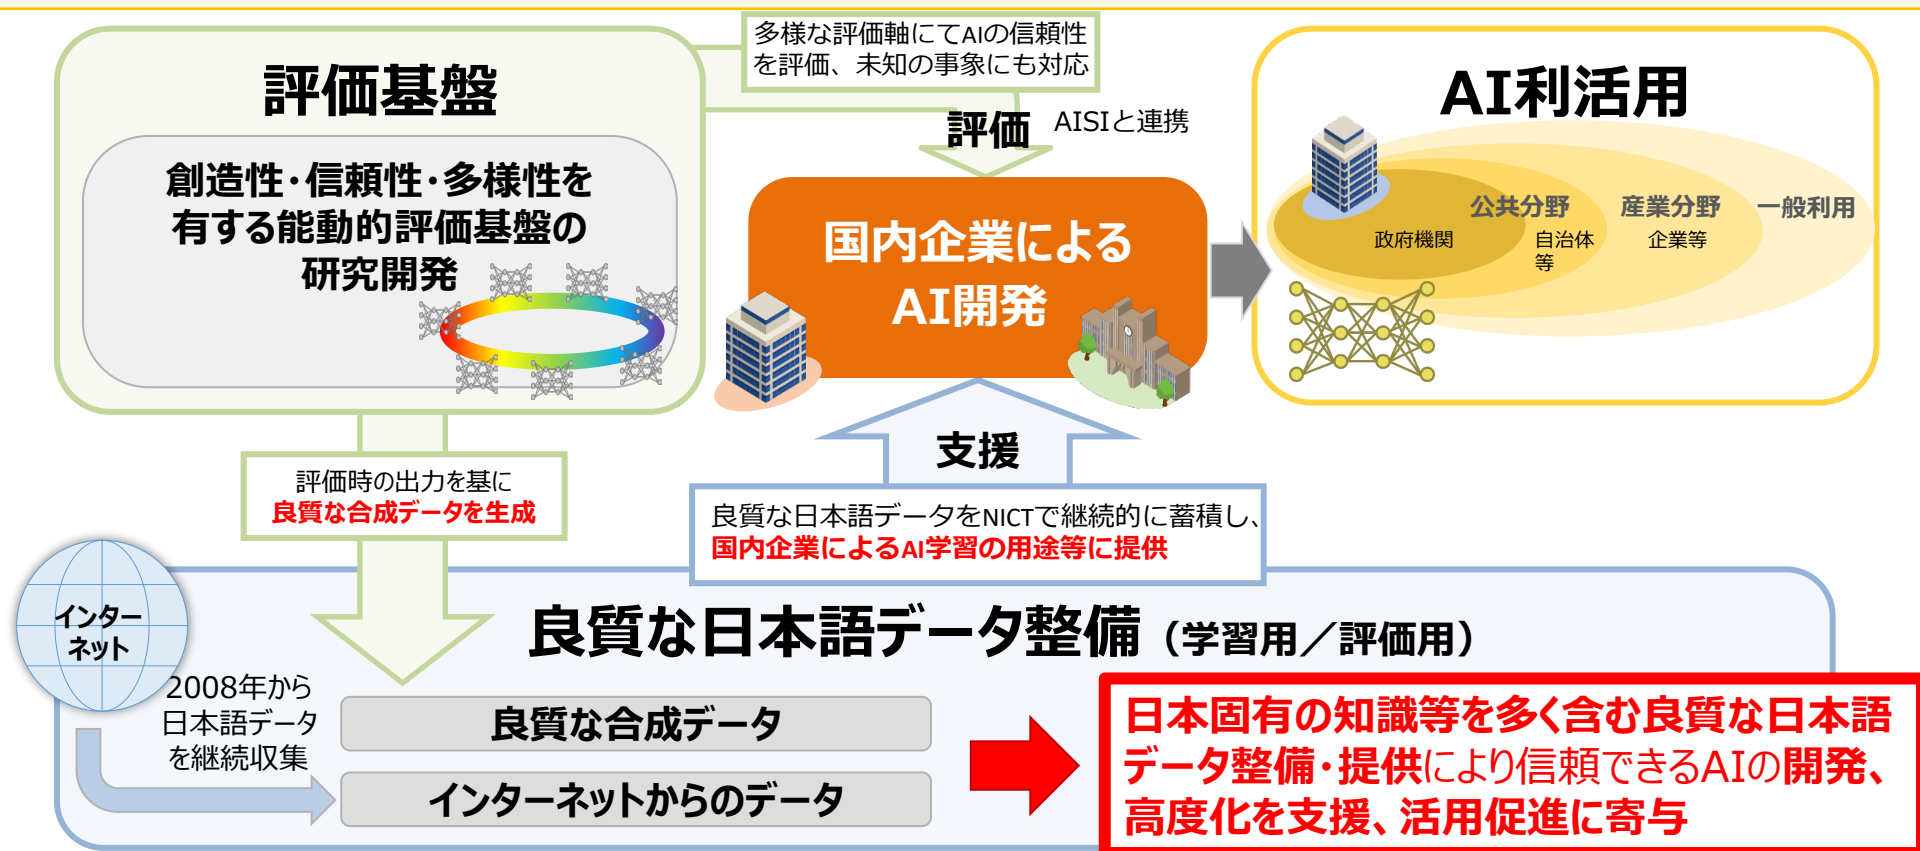 評価基盤
創造性・信頼性・多様性を
有する能動的評価基盤の
研究開発
多様な評価軸にてAIの信頼性
を評価、未知の事象にも対応
評価
AISIと連携
国内企業による
AI開発
AI利活用
公共分野
産業分野
一般利用
政府機関
自治体
等
企業等
評価時の出力を基に
良質な合成データを生成
支援
良質な日本語データをNICTで継続的に蓄積し、
国内企業によるAI学習の用途等に提供
インター
ネット
良質な日本語データ整備（学習用／評価用）
2008年から
日本語データ
を継続収集
良質な合成データ
インターネットからのデータ
日本固有の知識等を多く含む良質な日本語
データ整備・提供により信頼できるAIの開発、
高度化を支援、活用促進に寄与